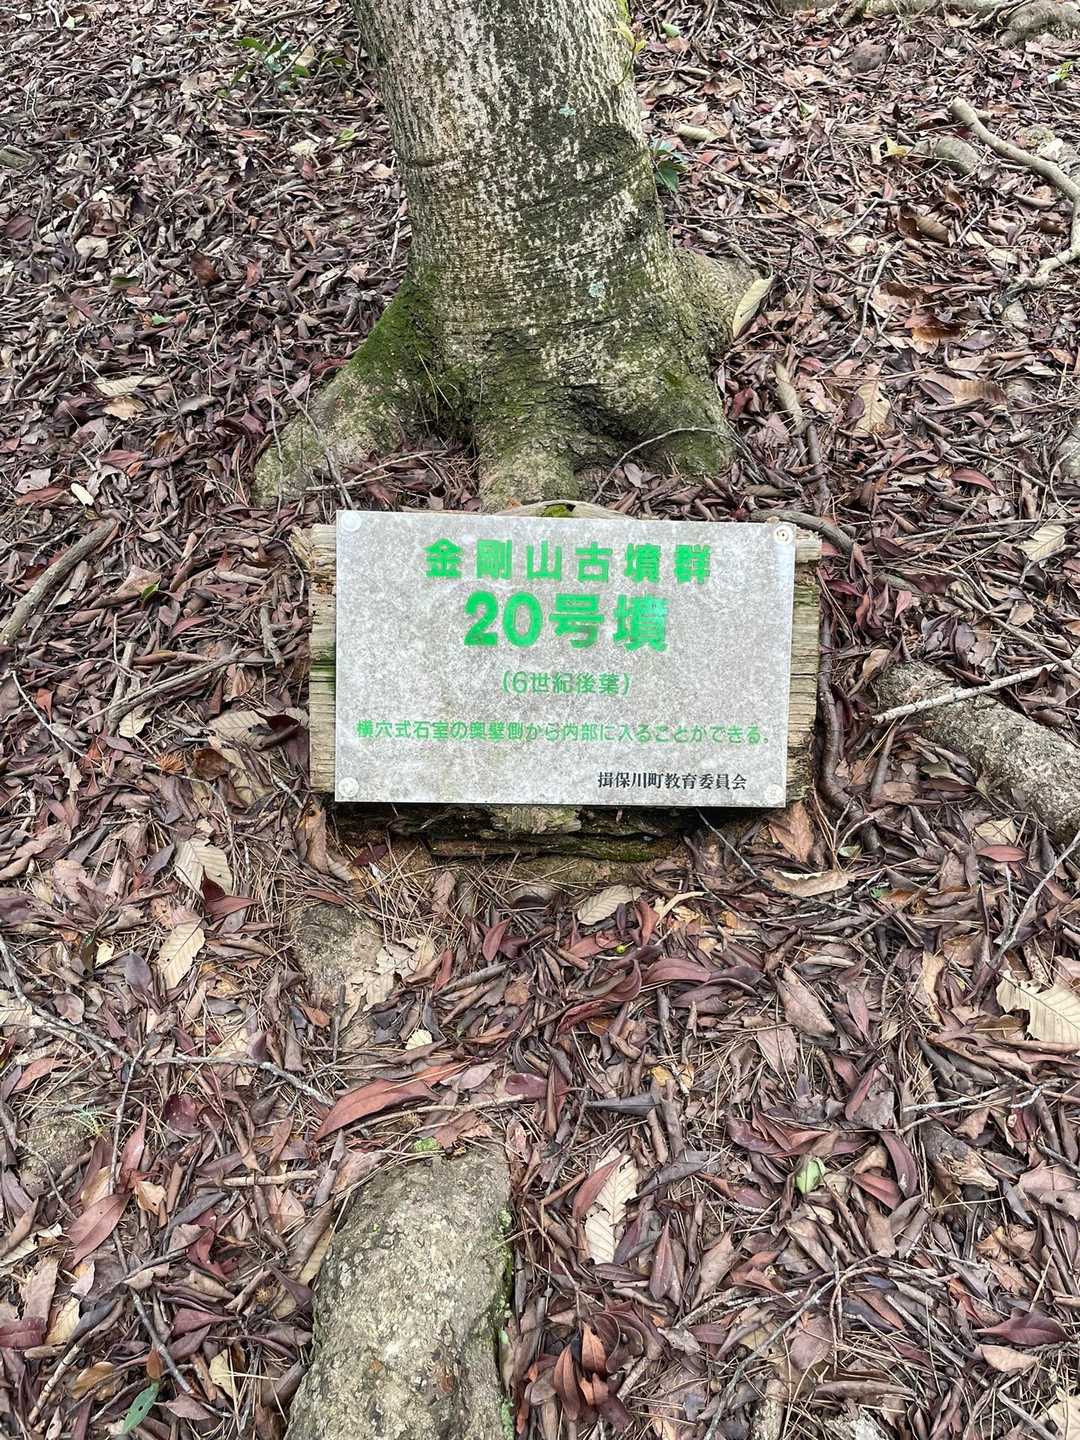 金剛山古墳群
20号墳
(6世紀後葉)
横穴式石室の奥壁側から内部に入ることができる。
揖保川町教育委員会